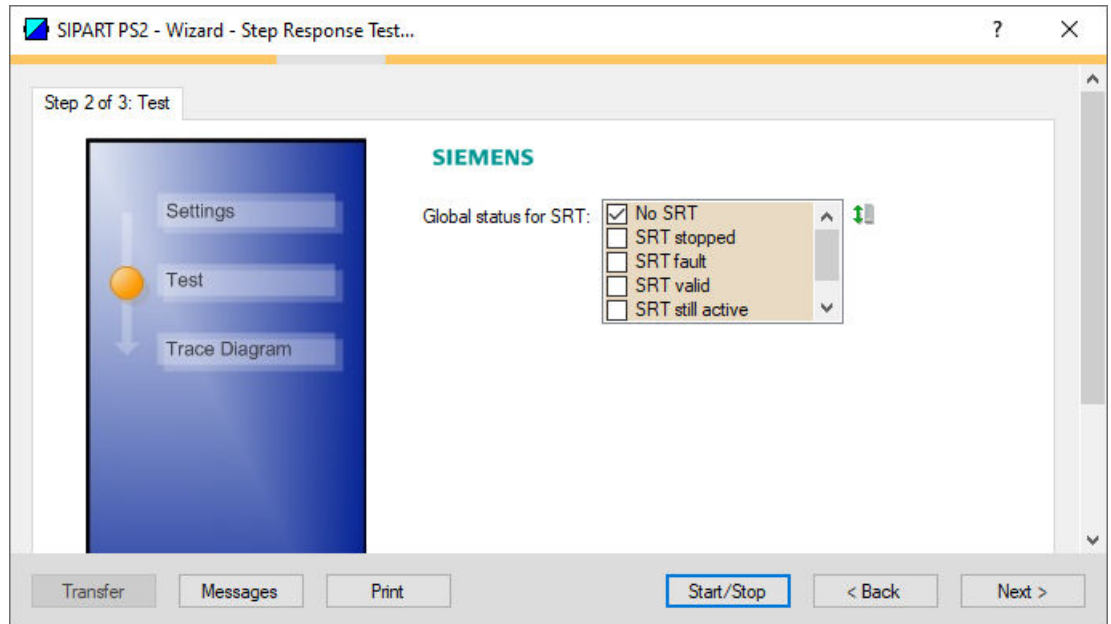 SIPART PS2 - Wizard - Step Response Test...
?
Step 2 of 3: Test
SIEMENS
Settings
Test
Trace Diagram
Global status for SRT:
No SRT
SRT stopped
SRT fault
SRT valid
SRT still active
Transfer
Messages
Print
Start/Stop
< Back
Next >